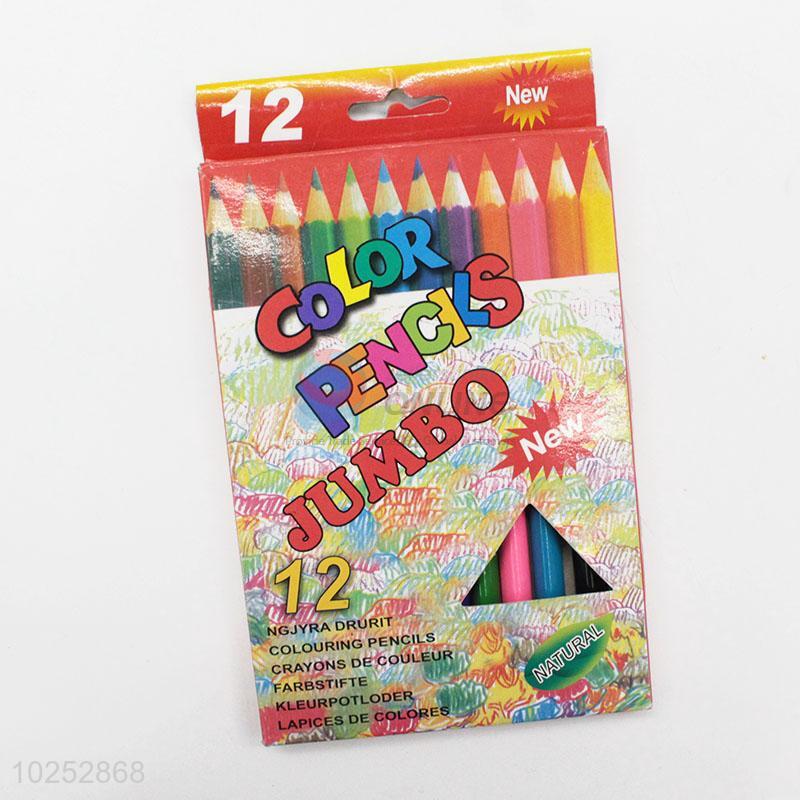 12
New
COLOR
PENCILS
JUMBO
New
12
NGJYRA DRURIT
COLOURING PENCILS
CRAYONS DE COULEUR
FARBSTIFTE
KLEURPOTLODER
LAPICES DE COLORES
NATURAL
10252868